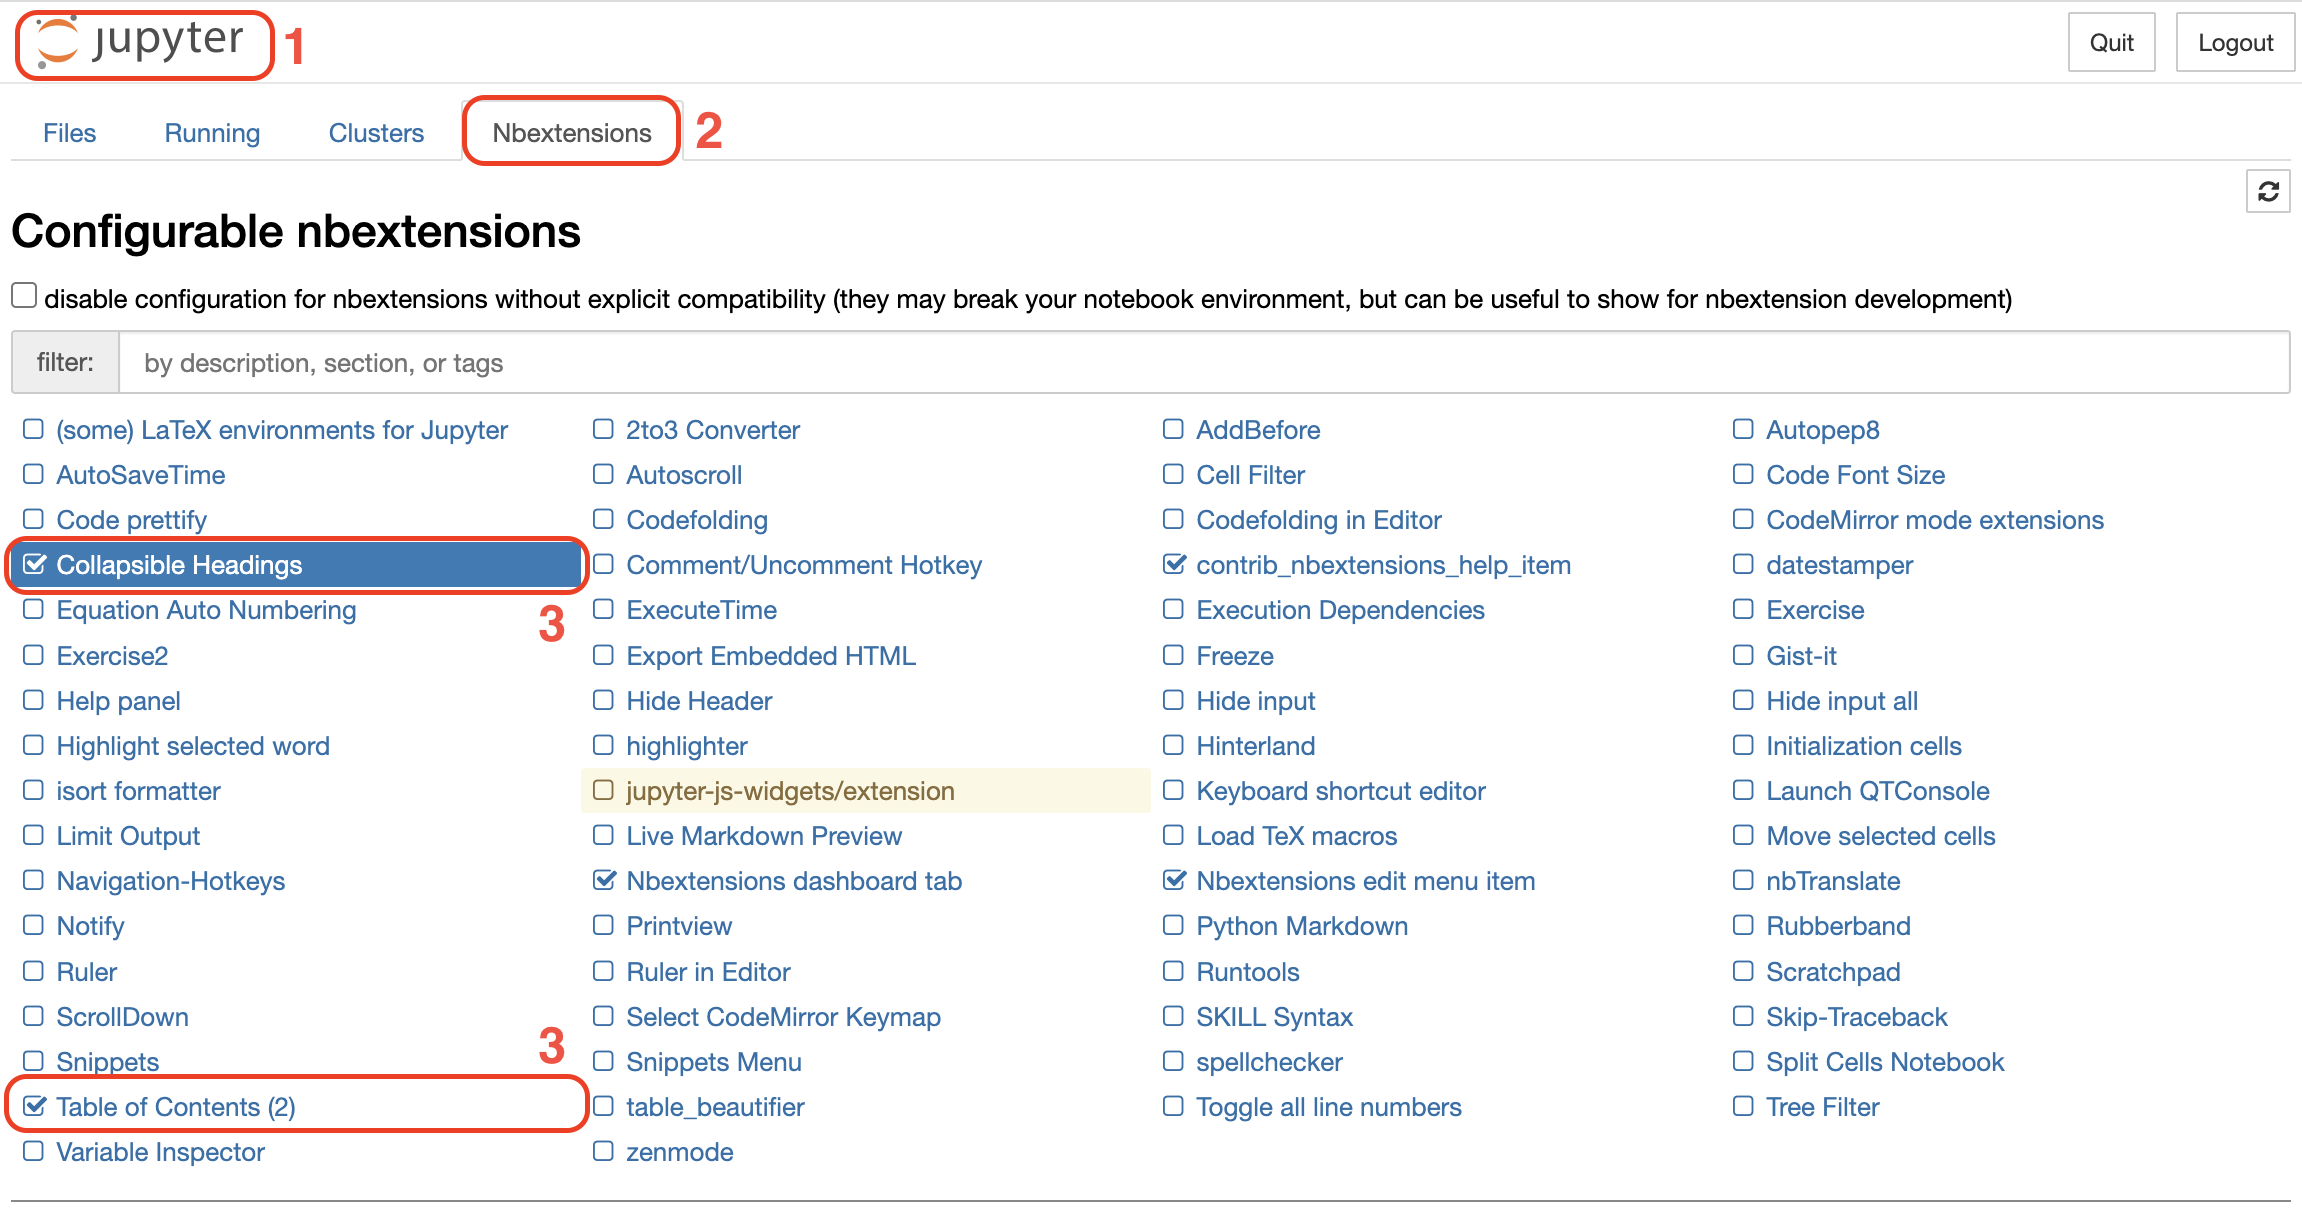 jupyter 1 Quit Logout
Files Running Clusters Nbextensions 2
Configurable nbextensions
disable configuration for nbextensions without explicit compatibility (they may break your notebook environment, but can be useful to show for nbextension development)
filter: by description, section, or tags
(some) LaTeX environments for Jupyter 2to3 Converter AddBefore Autopep8
AutoSaveTime Autoscroll Cell Filter Code Font Size
Code prettify Codefolding Codefolding in Editor CodeMirror mode extensions
Collapsible Headings Comment/Uncomment Hotkey contrib_nbextensions_help_item datestamper
Equation Auto Numbering 3 ExecuteTime Execution Dependencies Exercise
Exercise2 Export Embedded HTML Freeze Gist-it
Help panel Hide Header Hide input Hide input all
Highlight selected word highlighter Hinterland Initialization cells
isort formatter jupyter-js-widgets/extension Keyboard shortcut editor Launch QTConsole
Limit Output Live Markdown Preview Load TeX macros Move selected cells
Navigation-Hotkeys Nbextensions dashboard tab Nbextensions edit menu item nbTranslate
Notify Printview Python Markdown Rubberband
Ruler Ruler in Editor Runtools Scratchpad
ScrollDown Select CodeMirror Keymap SKILL Syntax Skip-Traceback
Snippets 3 Snippets Menu spellchecker Split Cells Notebook
Table of Contents (2) table_beautifier Toggle all line numbers Tree Filter
Variable Inspector zenmode